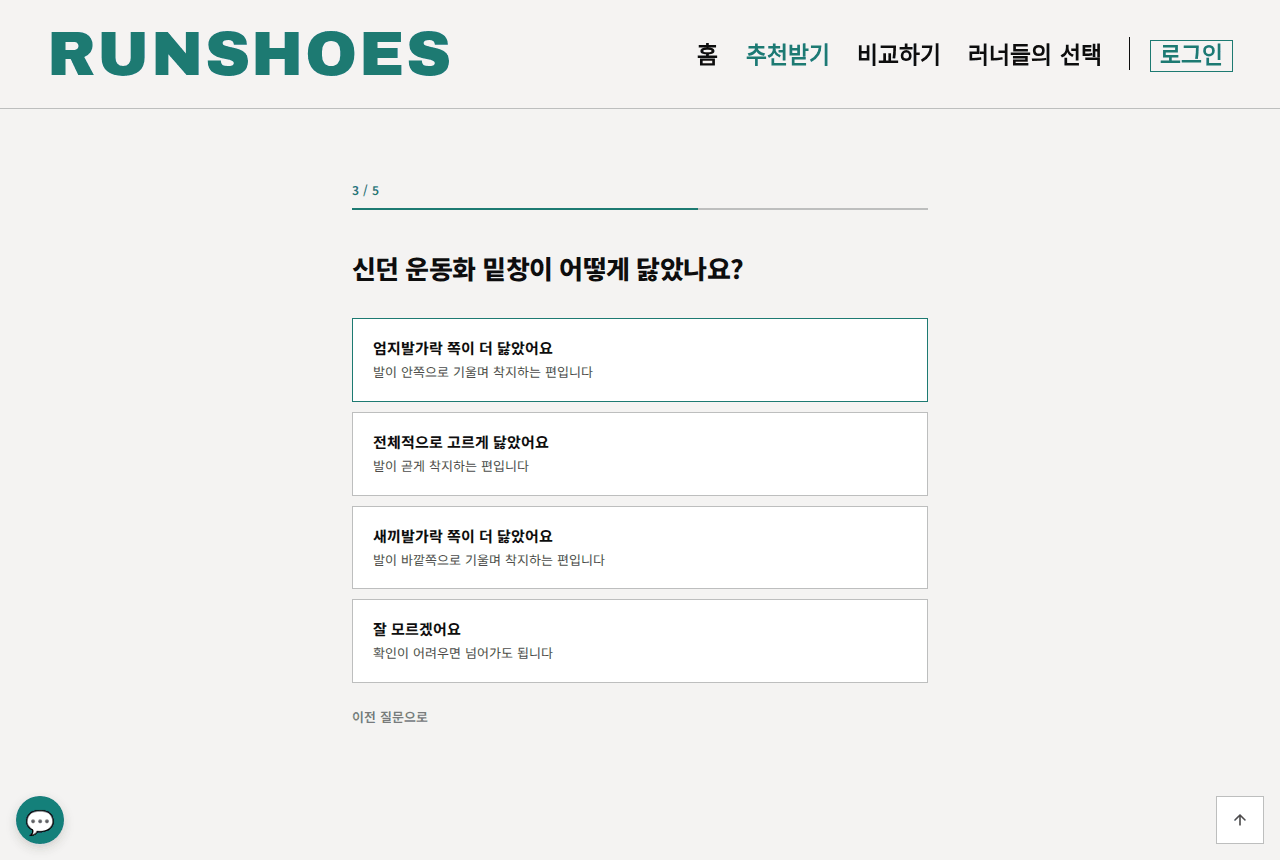 RUNSHOES
홈 추천받기 비교하기 러너들의 선택 로그인
3 / 5
신던 운동화 밑창이 어떻게 닳았나요?
엄지발가락 쪽이 더 닳았어요
발이 안쪽으로 기울며 착지하는 편입니다
전체적으로 고르게 닳았어요
발이 곧게 착지하는 편입니다
새끼발가락 쪽이 더 닳았어요
발이 바깥쪽으로 기울며 착지하는 편입니다
잘 모르겠어요
확인이 어려우면 넘어가도 됩니다
이전 질문으로